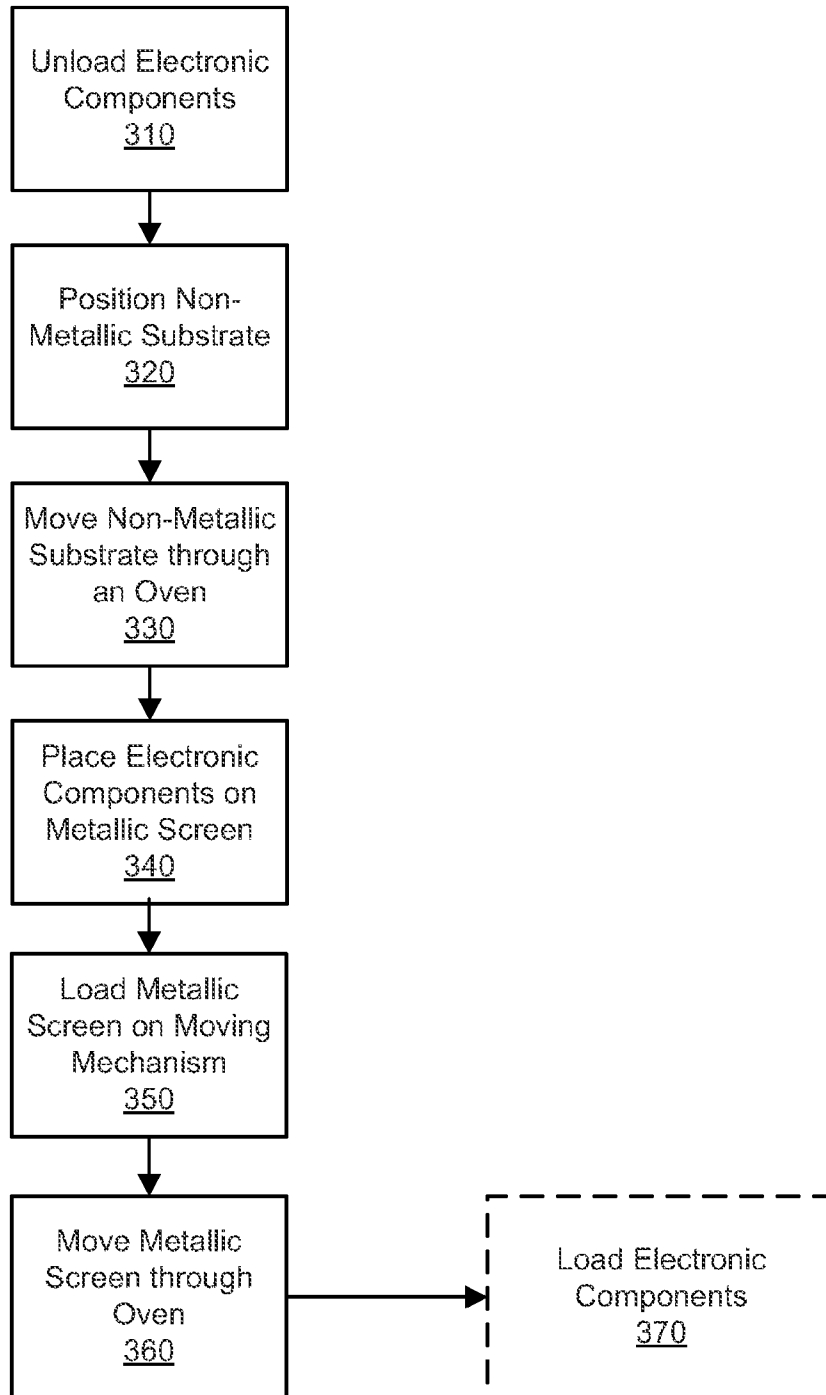 Unload Electronic
Components
310
Position Non-
Metallic Substrate
320
Move Non-Metallic
Substrate through
an Oven
330
Place Electronic
Components on
Metallic Screen
340
Load Metallic
Screen on Moving
Mechanism
350
Move Metallic
Screen through
Oven
360
Load Electronic
Components
370